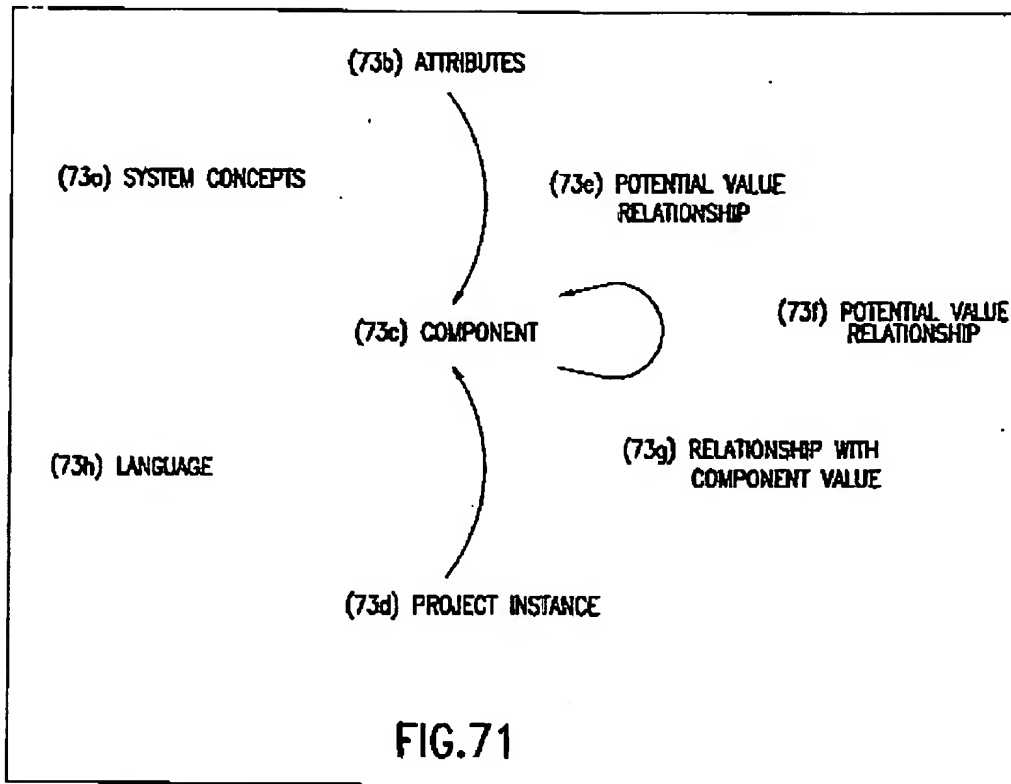 (73b) ATTRIBUTES
(73a) SYSTEM CONCEPTS
(73e) POTENTIAL VALUE
RELATIONSHIP
(73c) COMPONENT
(73f) POTENTIAL VALUE
RELATIONSHIP
(73h) LANGUAGE
(73g) RELATIONSHIP WITH
COMPONENT VALUE
(73d) PROJECT INSTANCE
FIG.71